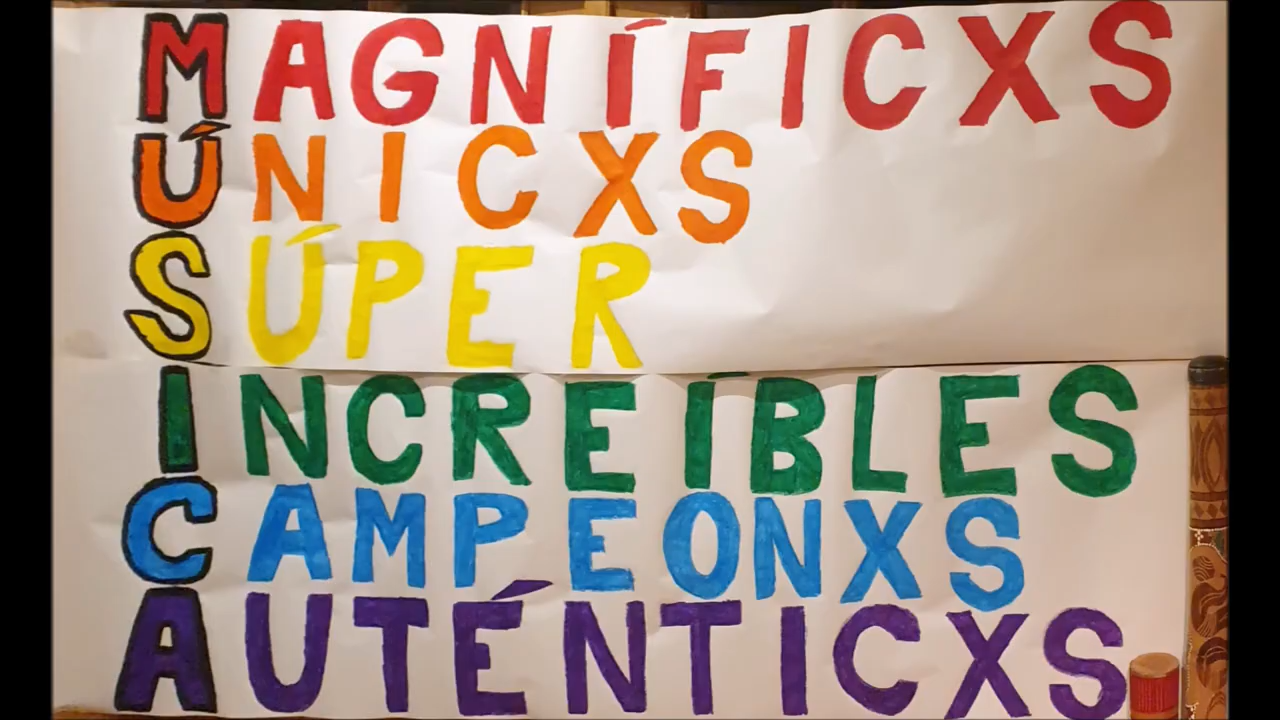 MAGNÍFICXS
ÚNICXS
SÚPER
INCREÍBLES
CAMPEONXS
AUTÉNTICXS